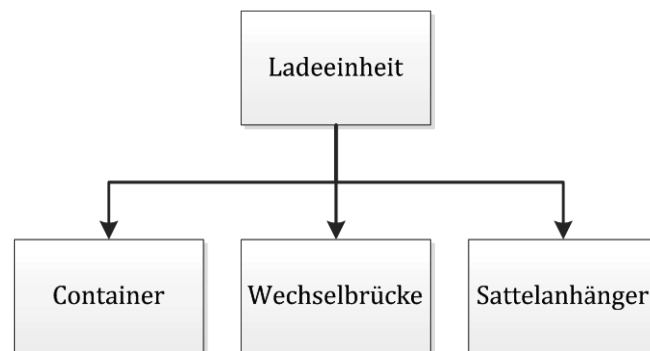 Ladeeinheit
Container
Wechselbrücke
Sattelanhänger